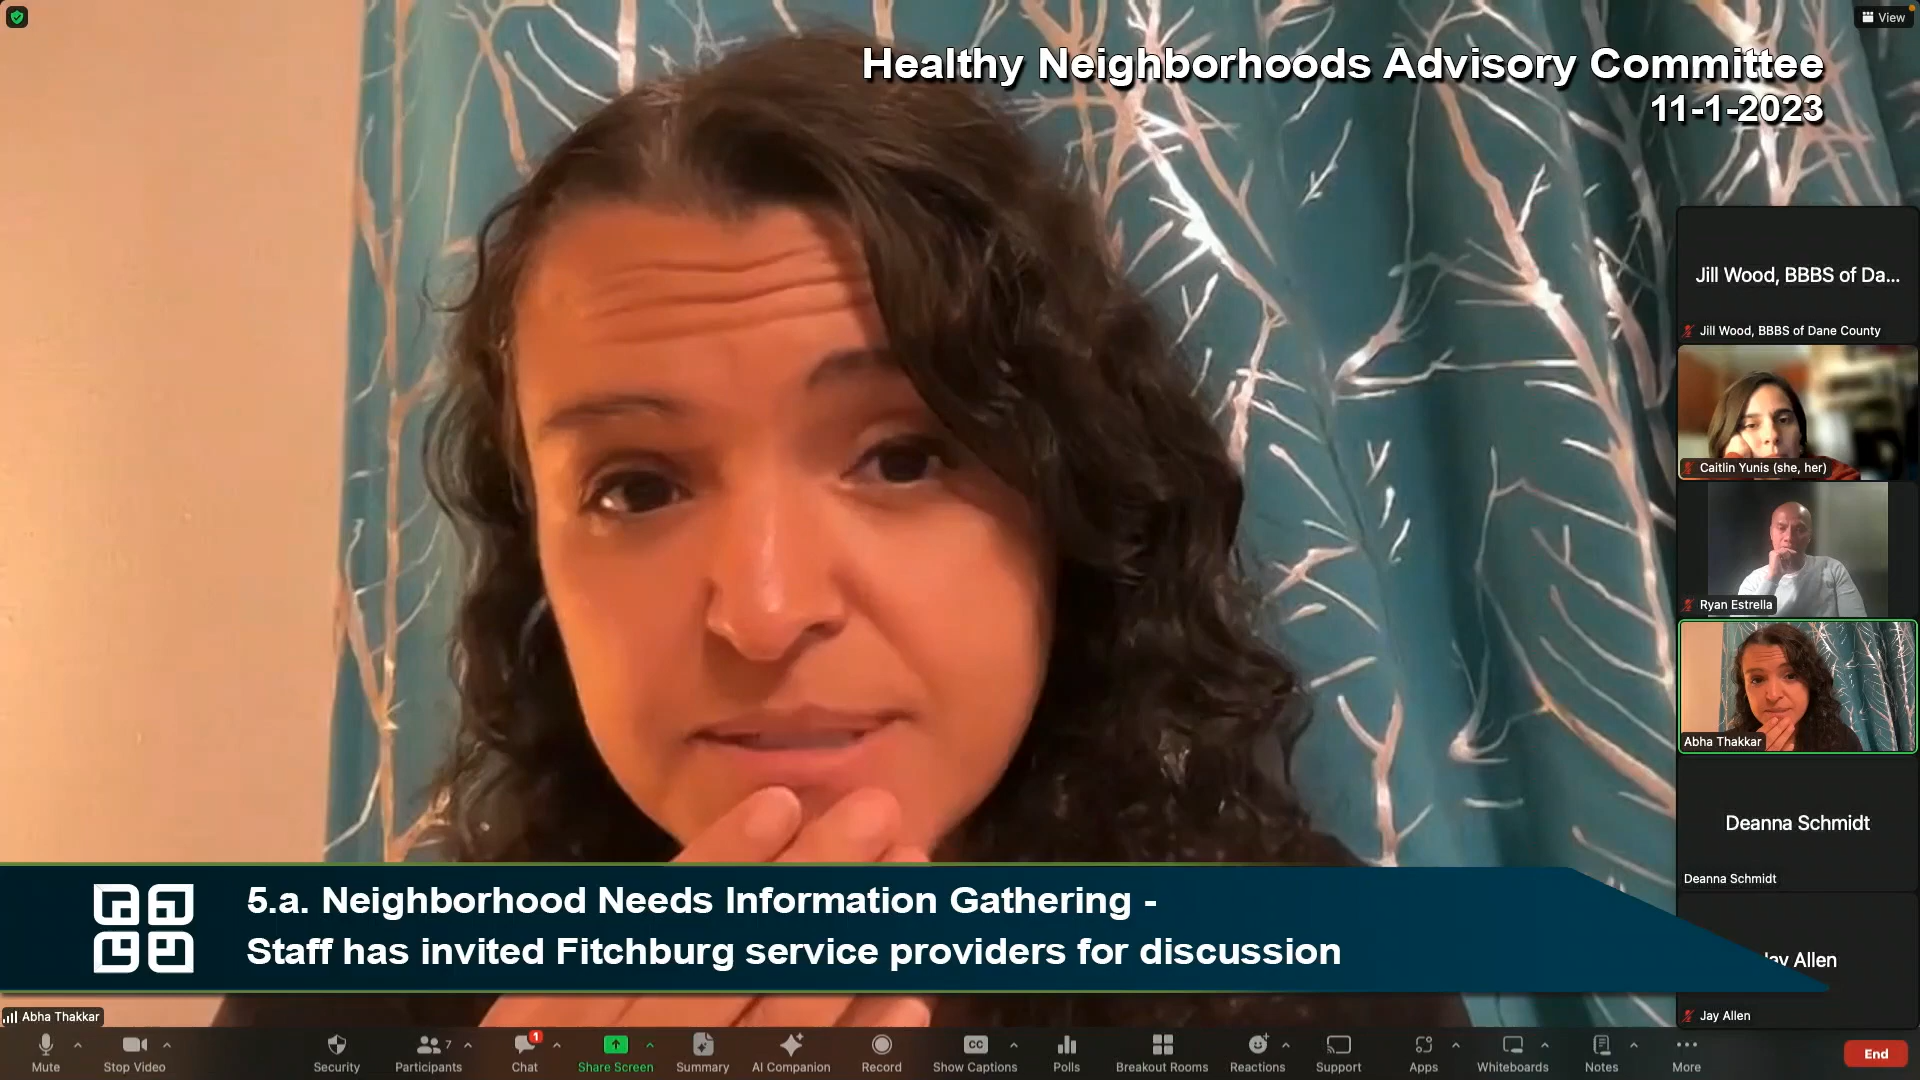 View
Healthy Neighborhoods Advisory Committee
11-1-2023
Jill Wood, BBBS of Da...
Jill Wood, BBBS of Dane County
Caitlin Yunis (she, her)
Ryan Estrella
Abha Thakkar
Deanna Schmidt
Deanna Schmidt
Jay Allen
Jay Allen
5.a. Neighborhood Needs Information Gathering -
Staff has invited Fitchburg service providers for discussion
Abha Thakkar
Mute
Stop Video
Security
Participants
7
Chat
1
Share Screen
Summary
AI Companion
Record
CC
Show Captions
Polls
Breakout Rooms
Reactions
Support
Apps
Whiteboards
Notes
More
End